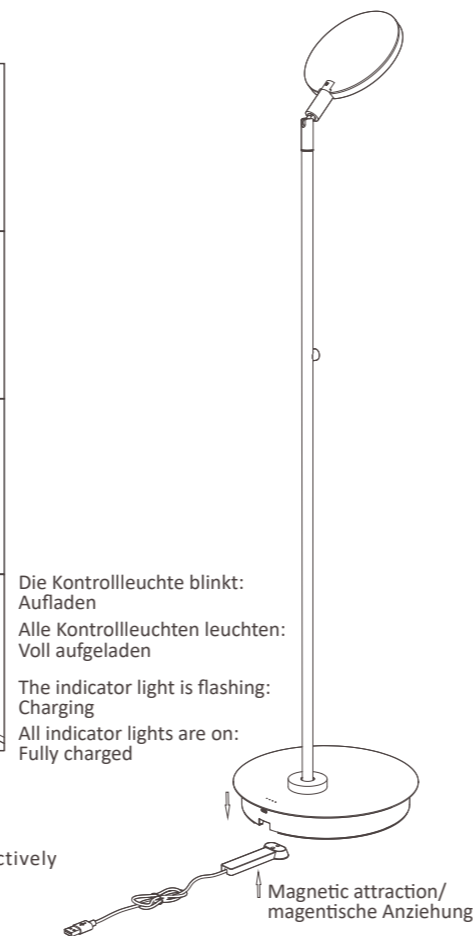 Die Kontrollleuchte blinkt:
Aufladen
Alle Kontrollleuchten leuchten:
Voll aufgeladen
The indicator light is flashing:
Charging
All indicator lights are on:
Fully charged
Magnetic attraction/
magentische Anziehung